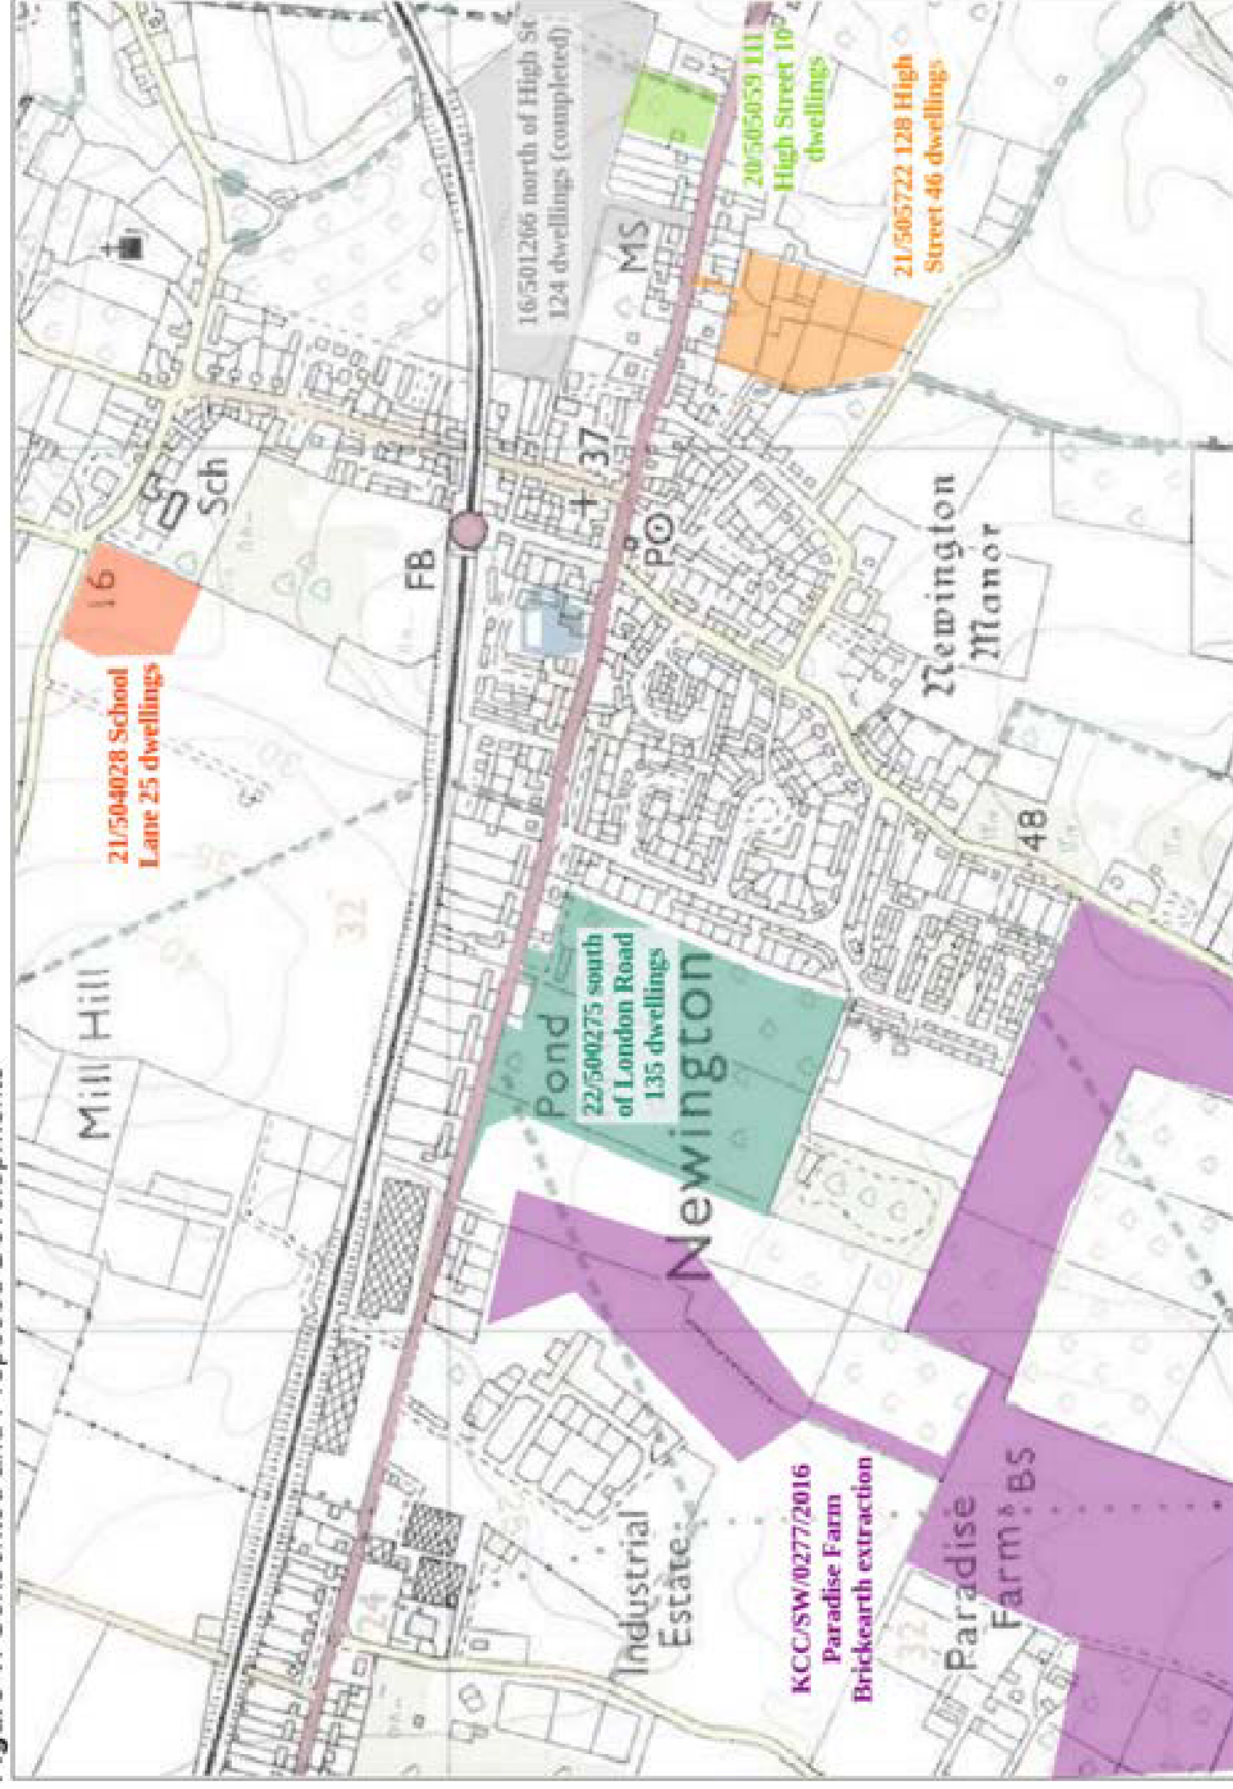 Mill Hill
21/504028 School
Lane 25 dwellings
16
Sch
FB
16/501266 north of High St
124 dwellings (completed)
MS
20/505059 111
High Street 10
dwellings
21/505722 128 High
Street 46 dwellings
37
PO
Newington
Manor
48
40
30
32
24
Pond
22/500275 south
of London Road
135 dwellings
Newington
Industrial
Estate
KCC/SW/0277/2016
Paradise Farm
Brickearth extraction
32
Paradise
Farm
BS